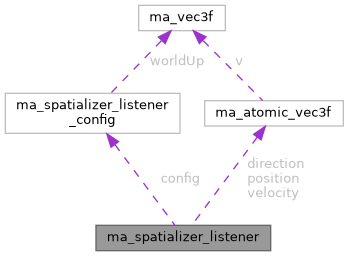 ma_vec3f
worldUp
v
ma_spatializer_listener
_config
ma_atomic_vec3f
config
direction
position
velocity
ma_spatializer_listener